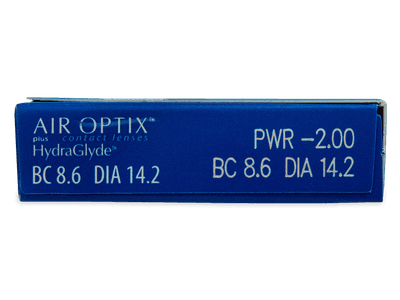 AIR OPTIX™
plus contact lenses
HydraGlyde™
BC 8.6 DIA 14.2
PWR −2.00
BC 8.6 DIA 14.2